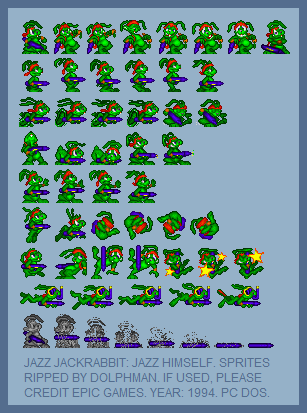 JAZZ JACKRABBIT: JAZZ HIMSELF. SPRITES
RIPPED BY DOLPHMAN. IF USED, PLEASE
CREDIT EPIC GAMES. YEAR: 1994. PC DOS.